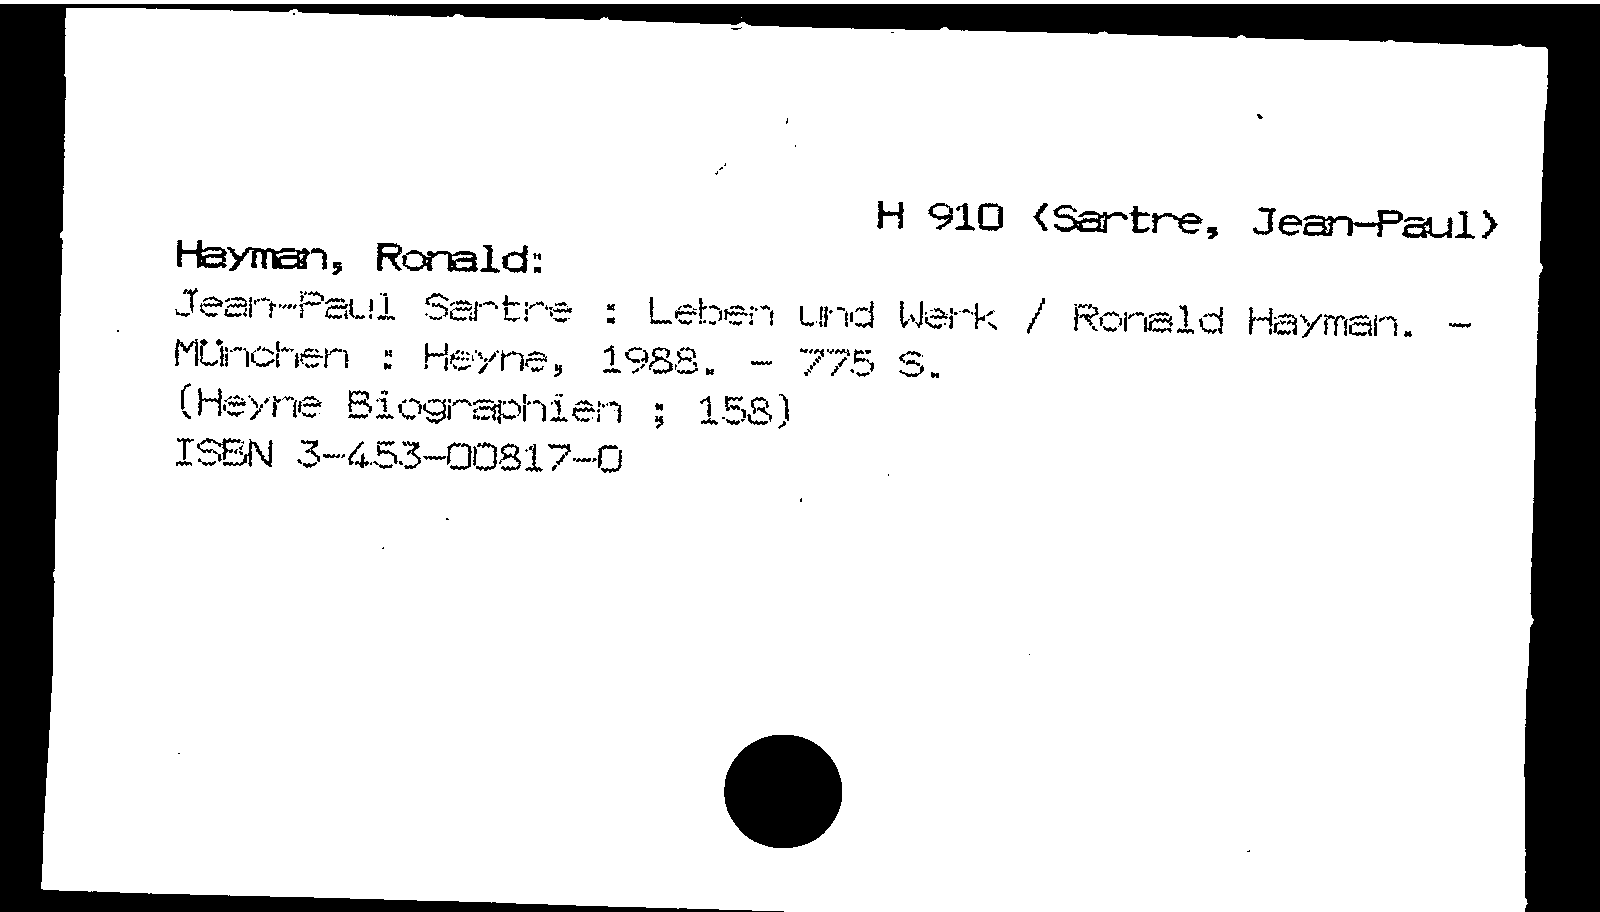 H 910 <Sartre, Jean-Paul>
Hayman, Ronald:
Jean-Paul Sartre : Leben und Werk / Ronald Hayman. -
München : Heyne, 1988. - 775 S.
(Heyne Biographien ; 158)
ISBN 3-453-00817-0